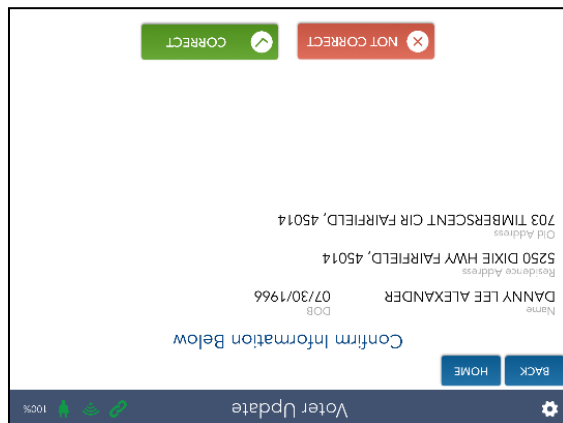 Voter Update 100%
BACK HOME
Confirm Information Below
Name DOB
DANNY LEE ALEXANDER 07/30/1966
Residence Address
5250 DIXIE HWY FAIRFIELD, 45014
Old Address
703 TIMBERSCENT CIR FAIRFIELD, 45014
NOT CORRECT CORRECT